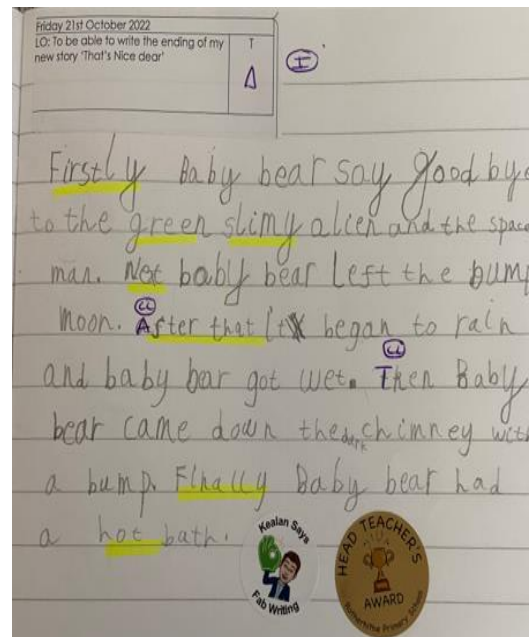 Friday 21st October 2022
LO: To be able to write the ending of my
new story 'That's Nice dear'
T
I
Firstly Baby bear say good bye
to the green slimy alien and the space
man. Net baby bear left the bump
moon. After that it began to rain
and baby bar got wet. Then Baby
bear came down the dark chimney with
a bump. Finally Baby bear had
a hot bath.
Kealan Says
Fab Writing
HEAD TEACHER'S
AWARD
Rotherhithe Primary School